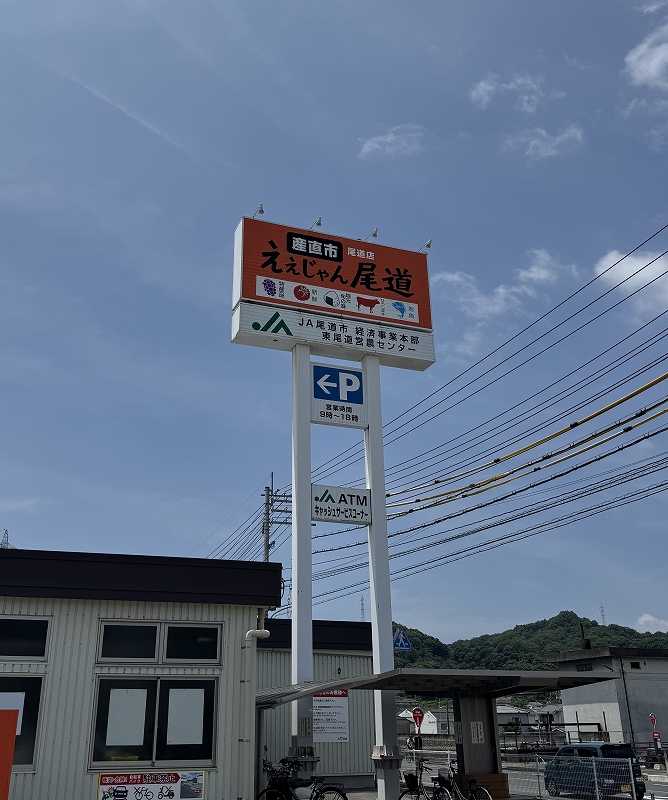 産直市 尾道店
ええじゃん尾道
JA JA尾道市 経済事業本部
東尾道営農センター
P
営業時間
9時～18時
JA ATM
キャッシュサービスコーナー